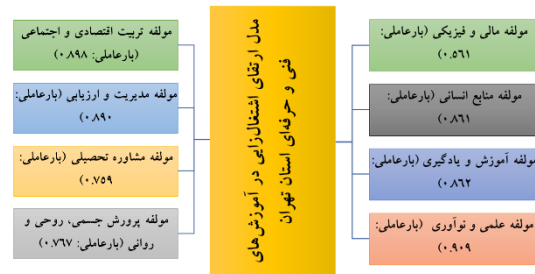 مدل ارتقای اشتغال‌زایی در آموزش‌های
فنی و حرفه‌ای استان تهران
مولفه مالی و فیزیکی (بارعاملی:
۰.۵۶۱)
مولفه منابع انسانی (بارعاملی:
۰.۸۶۱)
مولفه آموزش و یادگیری (بارعاملی:
۰.۸۶۲)
مولفه علمی و نوآوری (بارعاملی:
۰.۹۰۹)
مولفه تربیت اقتصادی و اجتماعی
(بارعاملی: ۰.۸۹۸)
مولفه مدیریت و ارزیابی (بارعاملی:
۰.۸۹۰)
مولفه مشاوره تحصیلی (بارعاملی:
۰.۷۵۹)
مولفه پرورش جسمی، روحی و
روانی (بارعاملی: ۰.۷۶۷)